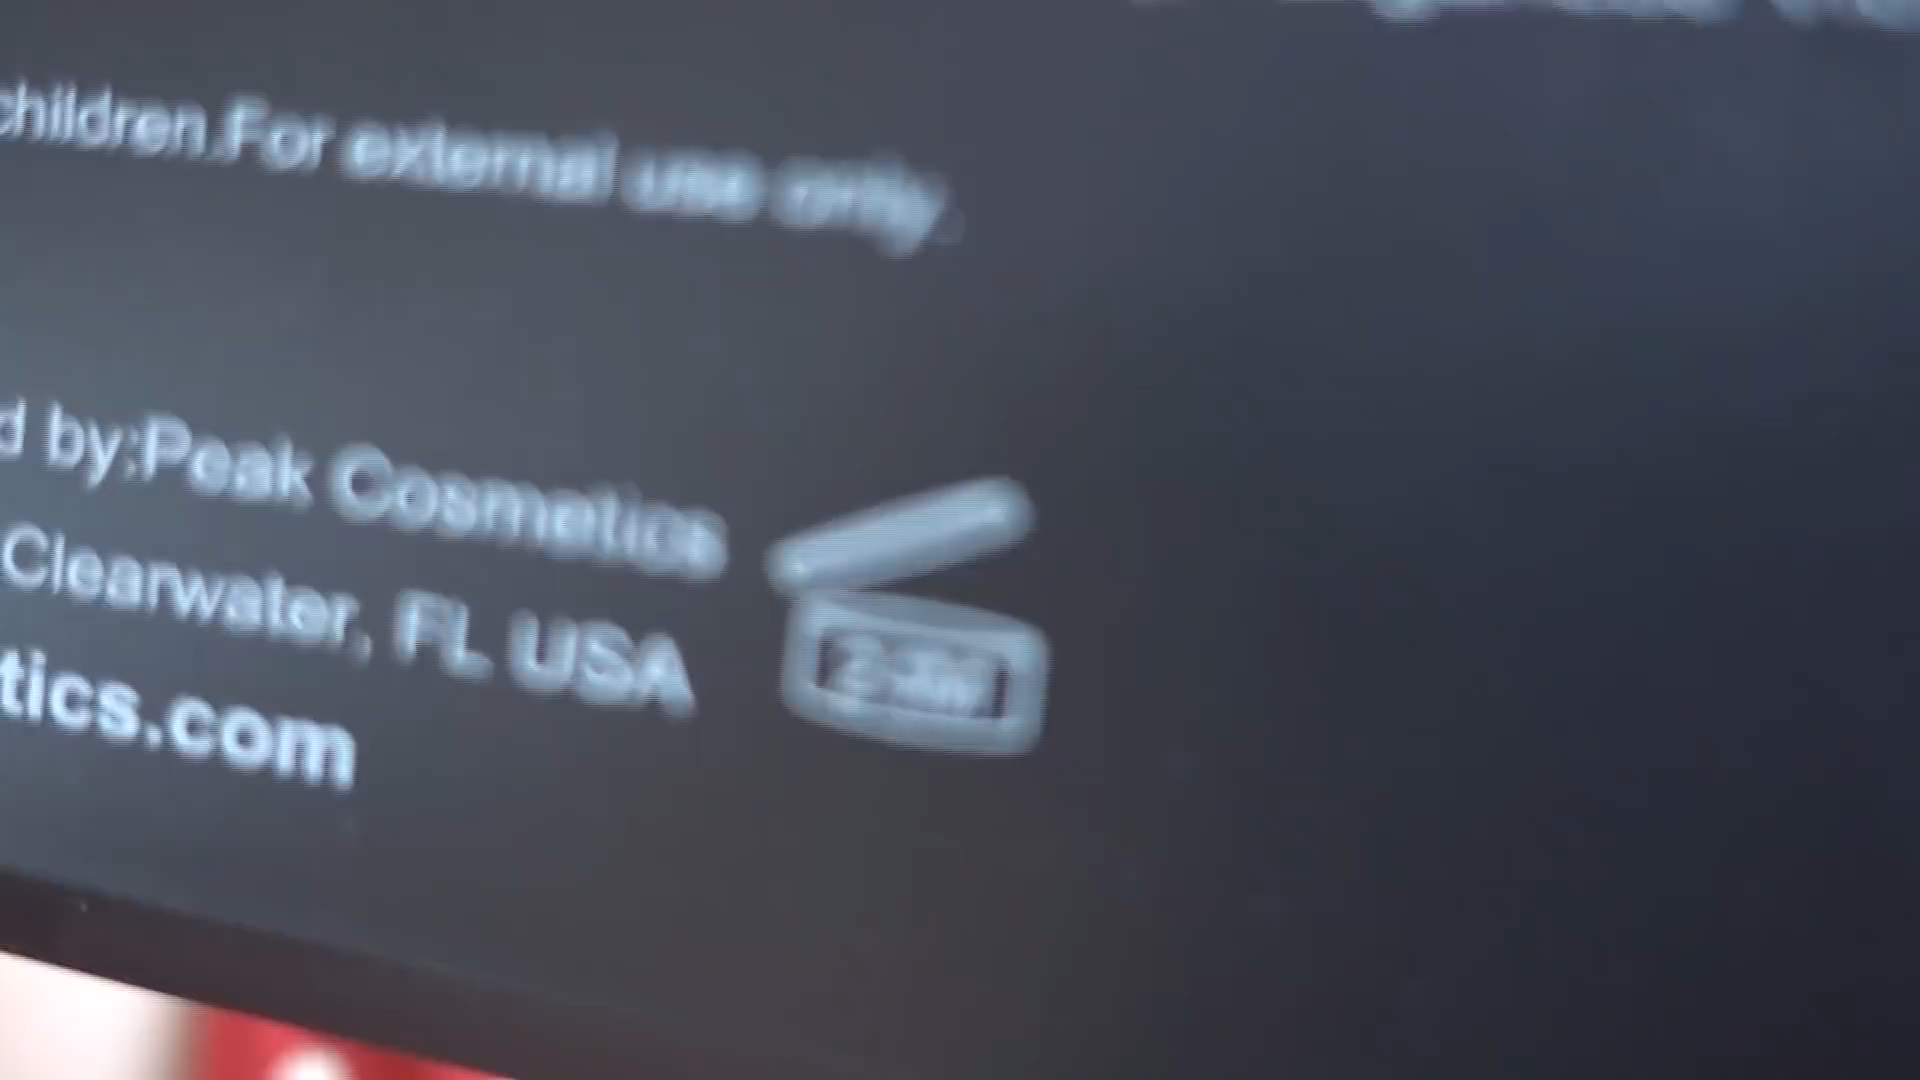 children.For external use only.
d by:Peak Cosmetics
Clearwater, FL USA
tics.com